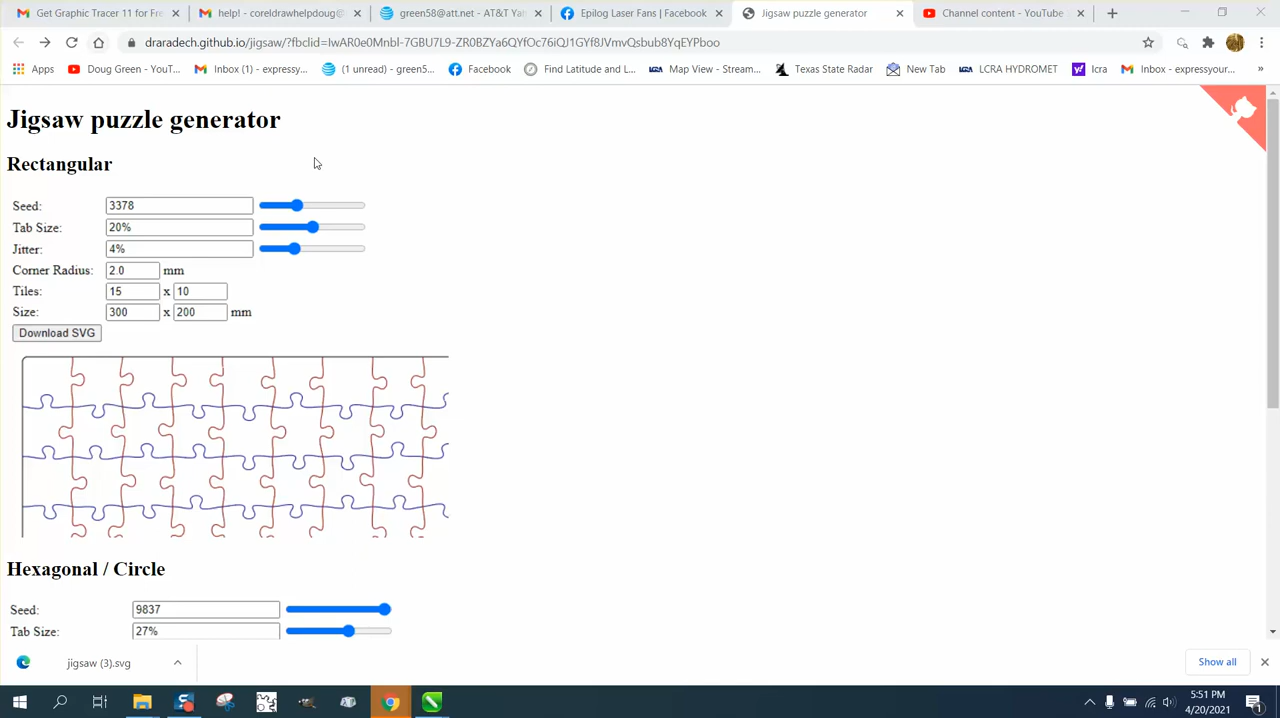 Get Graphic Tracer 11 for Fre
help! - coreldrawhelpdoug@
green58@att.net - AT&T Yah
Epilog Laser Fans | Facebook
Jigsaw puzzle generator
Channel content - YouTube
draradech.github.io/jigsaw/?fbclid=IwAR0e0Mnbl-7GBU7L9-ZR0BZYa6QYfOc76iQJ1GYf8JVmvQsbub8YqEYPboo
Apps
Doug Green - YouT...
Inbox (1) - expressy...
(1 unread) - green5...
Facebook
Find Latitude and L...
LCRA Map View - Stream...
Texas State Radar
New Tab
LCRA LCRA HYDROMET
lcra
Inbox - expressyour...
Jigsaw puzzle generator
Rectangular
Seed: 3378
Tab Size: 20%
Jitter: 4%
Corner Radius: 2.0 mm
Tiles: 15 x 10
Size: 300 x 200 mm
Download SVG
Hexagonal / Circle
Seed: 9837
Tab Size: 27%
jigsaw (3).svg
Show all
5:51 PM
4/20/2021